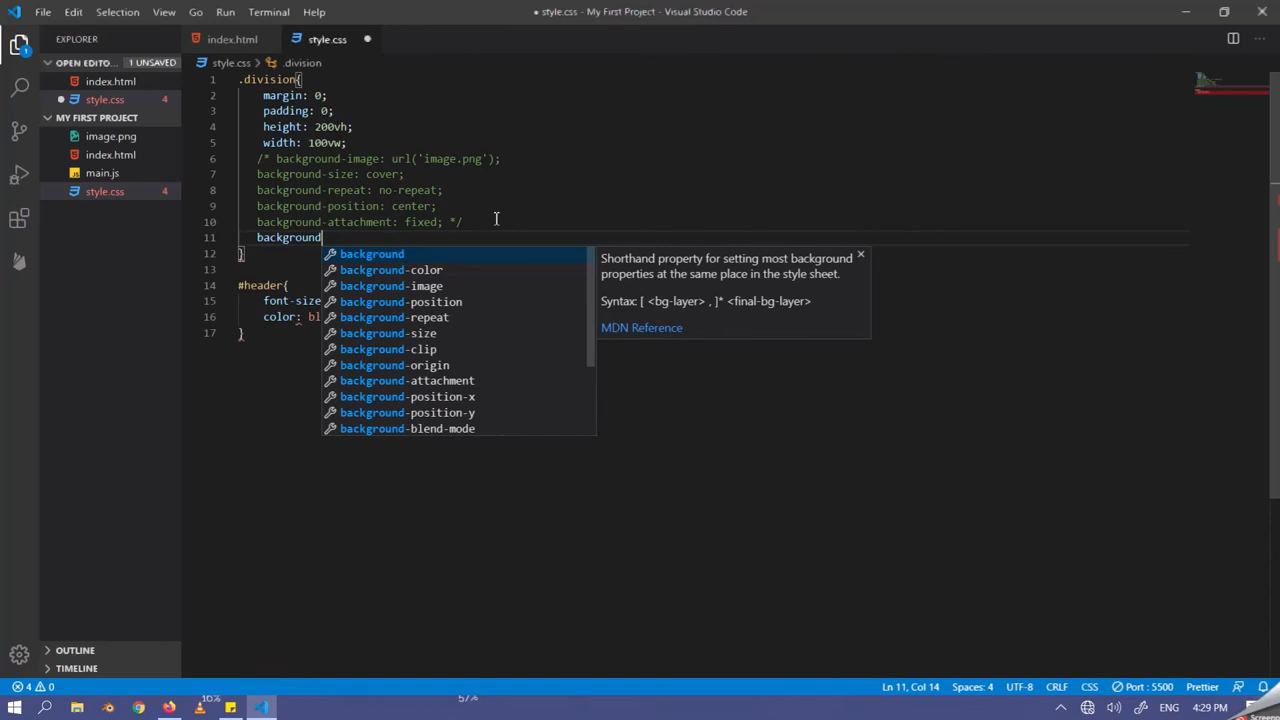 File Edit Selection View Go Run Terminal Help
● style.css - My First Project - Visual Studio Code
EXPLORER
index.html
style.css
OPEN EDITO... 1 UNSAVED
index.html
style.css 4
MY FIRST PROJECT
image.png
index.html
main.js
style.css 4
1
style.css > .division
1 .division{
2 margin: 0;
3 padding: 0;
4 height: 200vh;
5 width: 100vw;
6 /* background-image: url('image.png');
7 background-size: cover;
8 background-repeat: no-repeat;
9 background-position: center;
10 background-attachment: fixed; */
11 background
12 }
13
14 #header{
15 font-size
16 color: bl
17 }
background
background-color
background-image
background-position
background-repeat
background-size
background-clip
background-origin
background-attachment
background-position-x
background-position-y
background-blend-mode
Shorthand property for setting most background
properties at the same place in the style sheet.
Syntax: [ <bg-layer> , ]* <final-bg-layer>
MDN Reference
OUTLINE
TIMELINE
4 0
Ln 11, Col 14 Spaces: 4 UTF-8 CRLF CSS Port : 5500 Prettier
16% 57%
ENG 4:29 PM